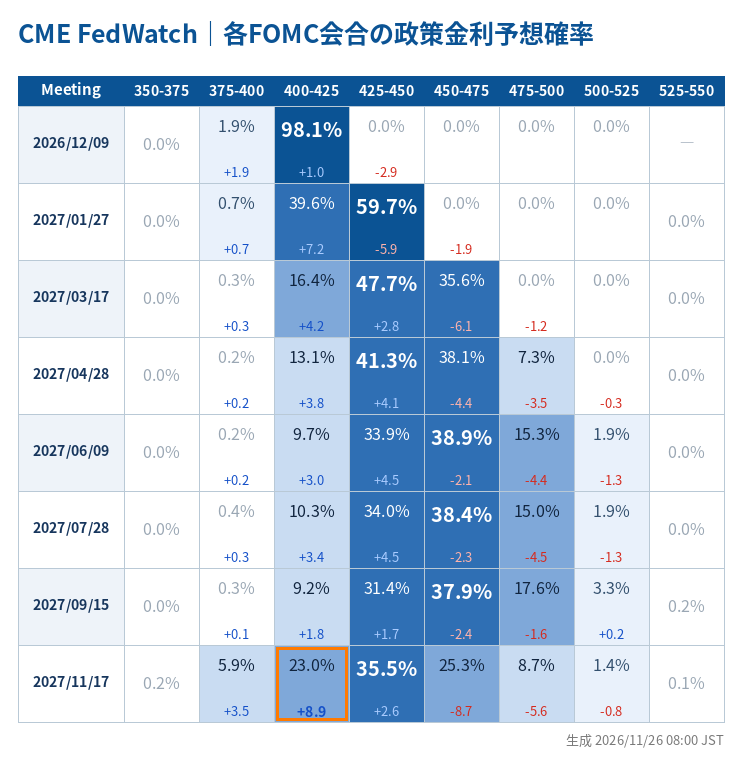 CME FedWatch｜各FOMC会合の政策金利予想確率
Meeting 350-375 375-400 400-425 425-450 450-475 475-500 500-525 525-550
2026/12/09 0.0% 1.9% 98.1% 0.0% 0.0% 0.0% 0.0% —
+1.9 +1.0 -2.9
2027/01/27 0.0% 0.7% 39.6% 59.7% 0.0% 0.0% 0.0% 0.0%
+0.7 +7.2 -5.9 -1.9
2027/03/17 0.0% 0.3% 16.4% 47.7% 35.6% 0.0% 0.0% 0.0%
+0.3 +4.2 +2.8 -6.1 -1.2
2027/04/28 0.0% 0.2% 13.1% 41.3% 38.1% 7.3% 0.0% 0.0%
+0.2 +3.8 +4.1 -4.4 -3.5 -0.3
2027/06/09 0.0% 0.2% 9.7% 33.9% 38.9% 15.3% 1.9% 0.0%
+0.2 +3.0 +4.5 -2.1 -4.4 -1.3
2027/07/28 0.0% 0.4% 10.3% 34.0% 38.4% 15.0% 1.9% 0.0%
+0.3 +3.4 +4.5 -2.3 -4.5 -1.3
2027/09/15 0.0% 0.3% 9.2% 31.4% 37.9% 17.6% 3.3% 0.2%
+0.1 +1.8 +1.7 -2.4 -1.6 +0.2
2027/11/17 0.2% 5.9% 23.0% 35.5% 25.3% 8.7% 1.4% 0.1%
+3.5 +8.9 +2.6 -8.7 -5.6 -0.8
生成 2026/11/26 08:00 JST